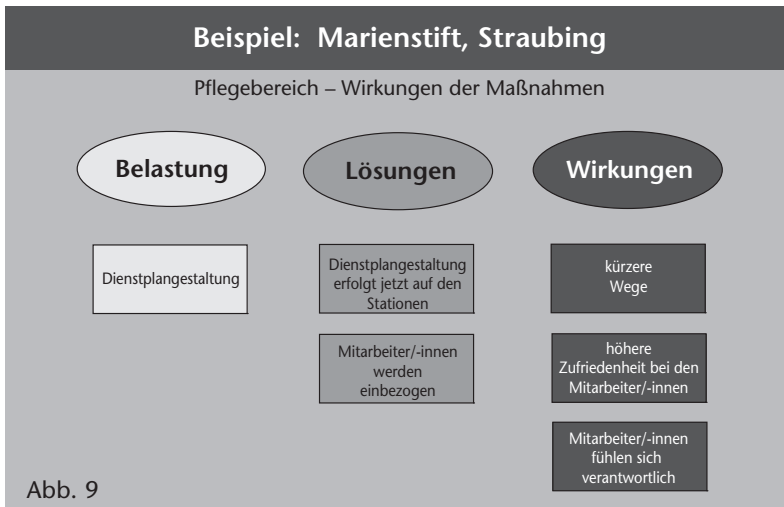 Beispiel: Marienstift, Straubing
Pflegebereich – Wirkungen der Maßnahmen
Belastung
Lösungen
Wirkungen
Dienstplangestaltung
Dienstplangestaltung
erfolgt jetzt auf den
Stationen
kürzere
Wege
Mitarbeiter/-innen
werden
einbezogen
höhere
Zufriedenheit bei den
Mitarbeiter/-innen
Mitarbeiter/-innen
fühlen sich
verantwortlich
Abb. 9